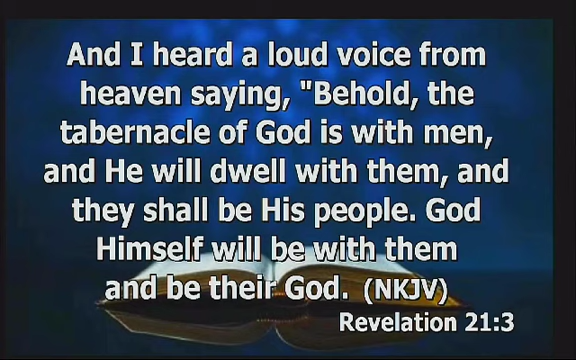 And I heard a loud voice from
heaven saying, "Behold, the
tabernacle of God is with men,
and He will dwell with them, and
they shall be His people. God
Himself will be with them
and be their God. (NKJV)
Revelation 21:3